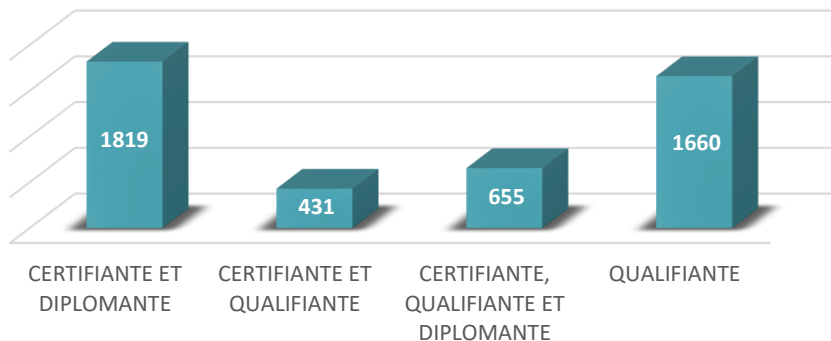 1819
431
655
1660
CERTIFIANTE ET
DIPLOMANTE
CERTIFIANTE ET
QUALIFIANTE
CERTIFIANTE,
QUALIFIANTE ET
DIPLOMANTE
QUALIFIANTE